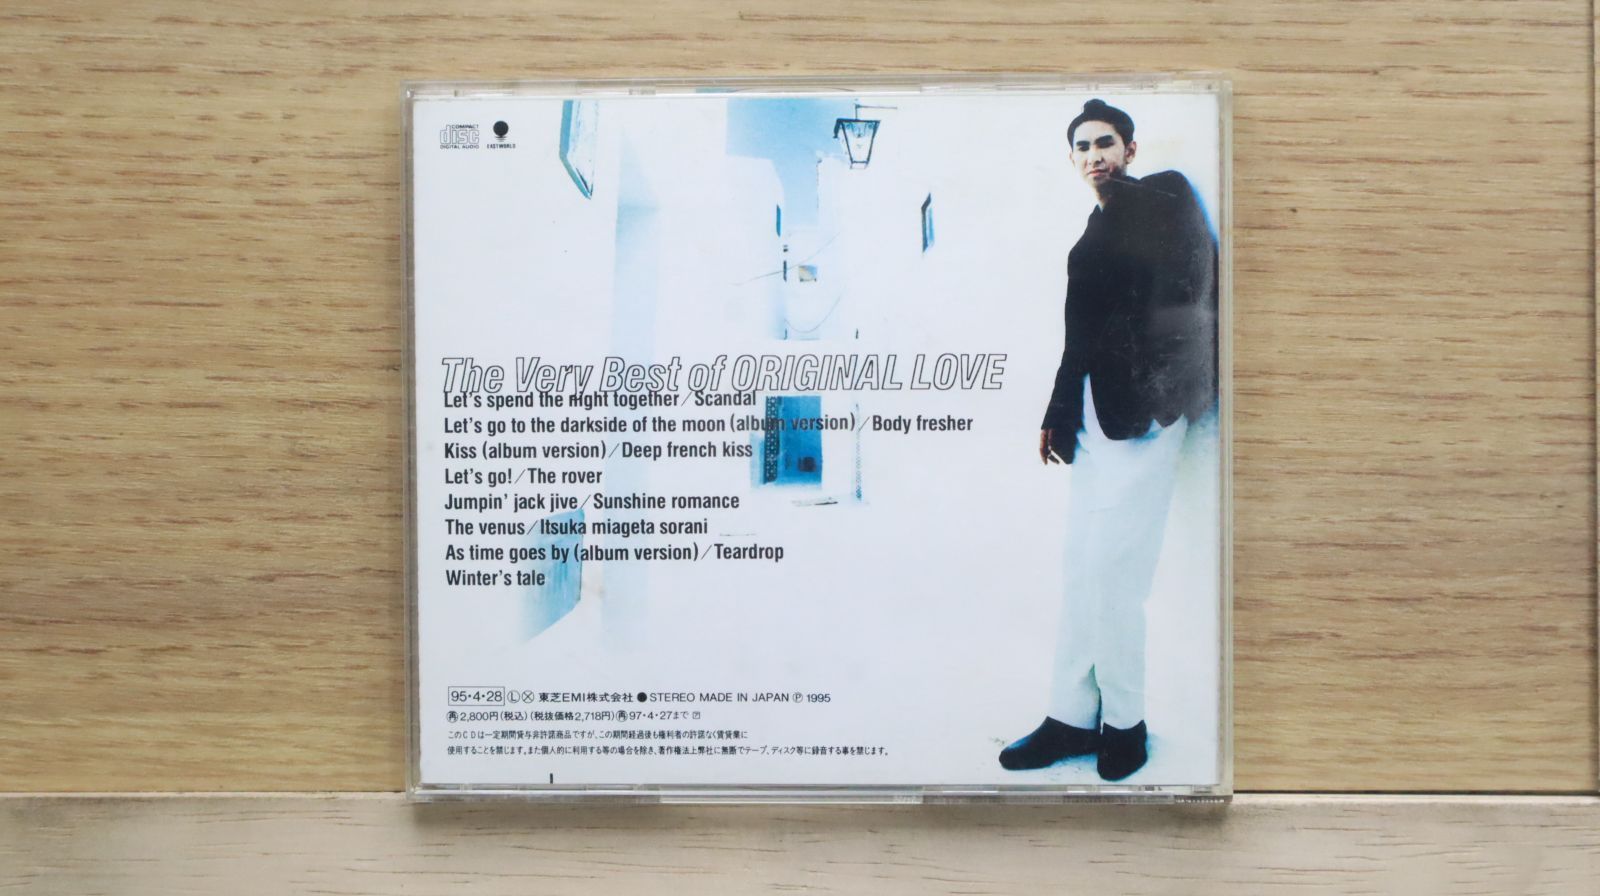 COMPACT
disc
DIGITAL AUDIO
EASTWORLD
The Very Best of ORIGINAL LOVE
Let's spend the night together/Scandal
Let's go to the darkside of the moon (album version)/Body fresher
Kiss (album version)/Deep french kiss
Let's go!/The rover
Jumpin' jack jive/Sunshine romance
The venus/Itsuka miageta sorani
As time goes by (album version)/Teardrop
Winter's tale
95・4・28 Ⓛ Ⓧ 東芝EMI株式会社 ●STEREO MADE IN JAPAN Ⓟ 1995
㊢2,800円(税込)(税抜価格2,718円)㊢97・4・27まで
このCDは一定期間貸与非許諾商品ですが、この期間経過後も権利者の許諾なく賃貸業に
使用することを禁じます。また個人的に利用する等の場合を除き、著作権法上弊社に無断でテープ、ディスク等に録音する事を禁じます。